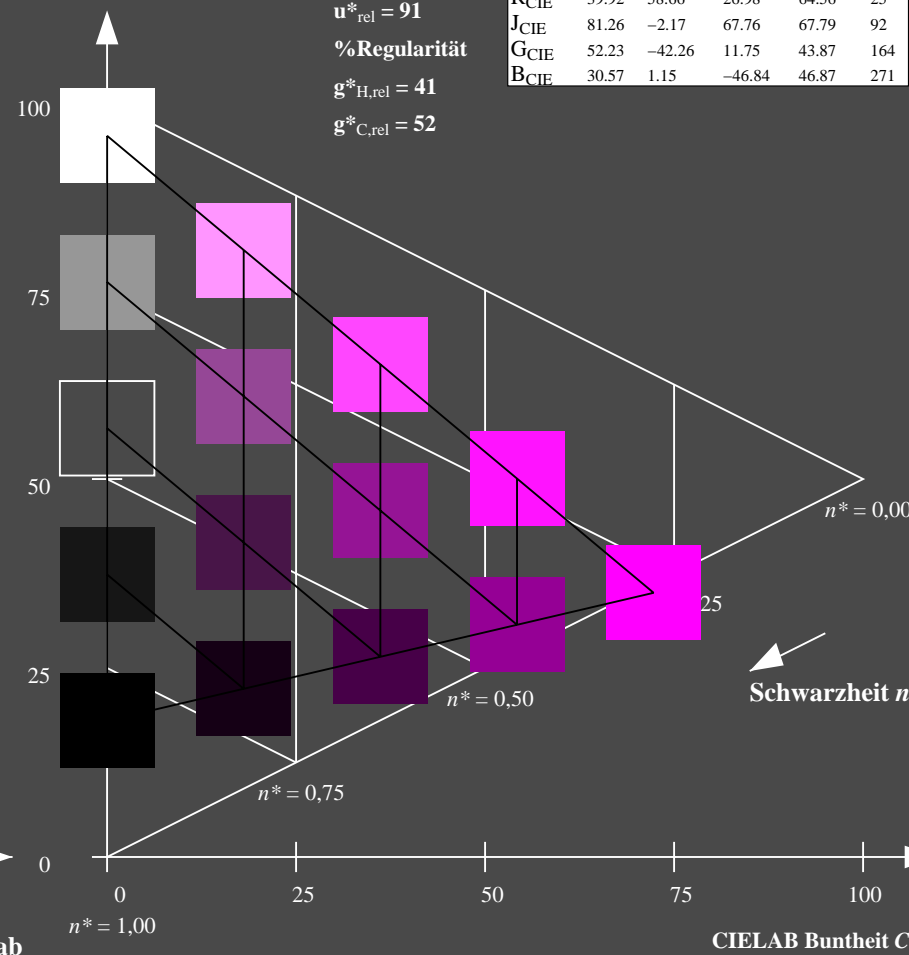 u*rel = 91
%Regularität
g*H,rel = 41
g*C,rel = 52
JCIE 81.26 −2.17 67.76 67.79 92
GCIE 52.23 −42.26 11.75 43.87 164
BCIE 30.57 1.15 −46.84 46.87 271
100
75
50
25
0
n* = 0,00
25
Schwarzheit n
n* = 0,50
n* = 0,75
0 25 50 75 100
n* = 1,00
ab
CIELAB Buntheit C